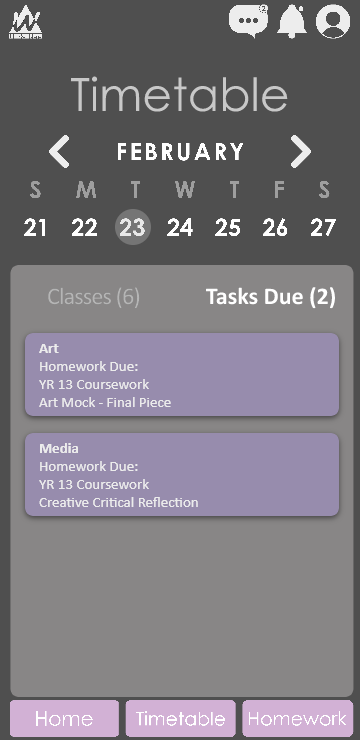 Timetable
FEBRUARY
S M T W T F S
21 22 23 24 25 26 27
Classes (6) Tasks Due (2)
Art
Homework Due:
YR 13 Coursework
Art Mock - Final Piece
Media
Homework Due:
YR 13 Coursework
Creative Critical Reflection
Home Timetable Homework